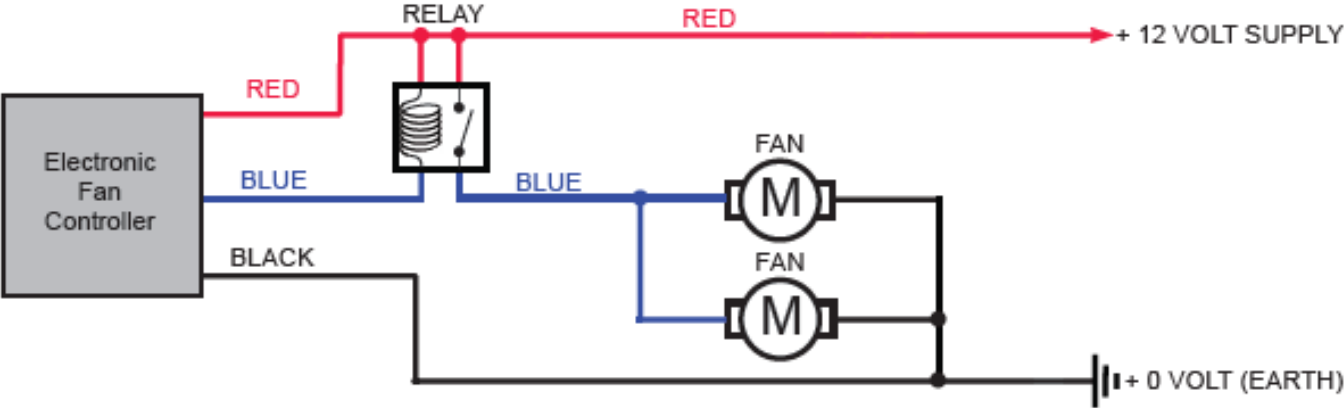 RELAY
RED
+ 12 VOLT SUPPLY
RED
Electronic
Fan
Controller
BLUE
BLUE
FAN
M
BLACK
FAN
M
+ 0 VOLT (EARTH)